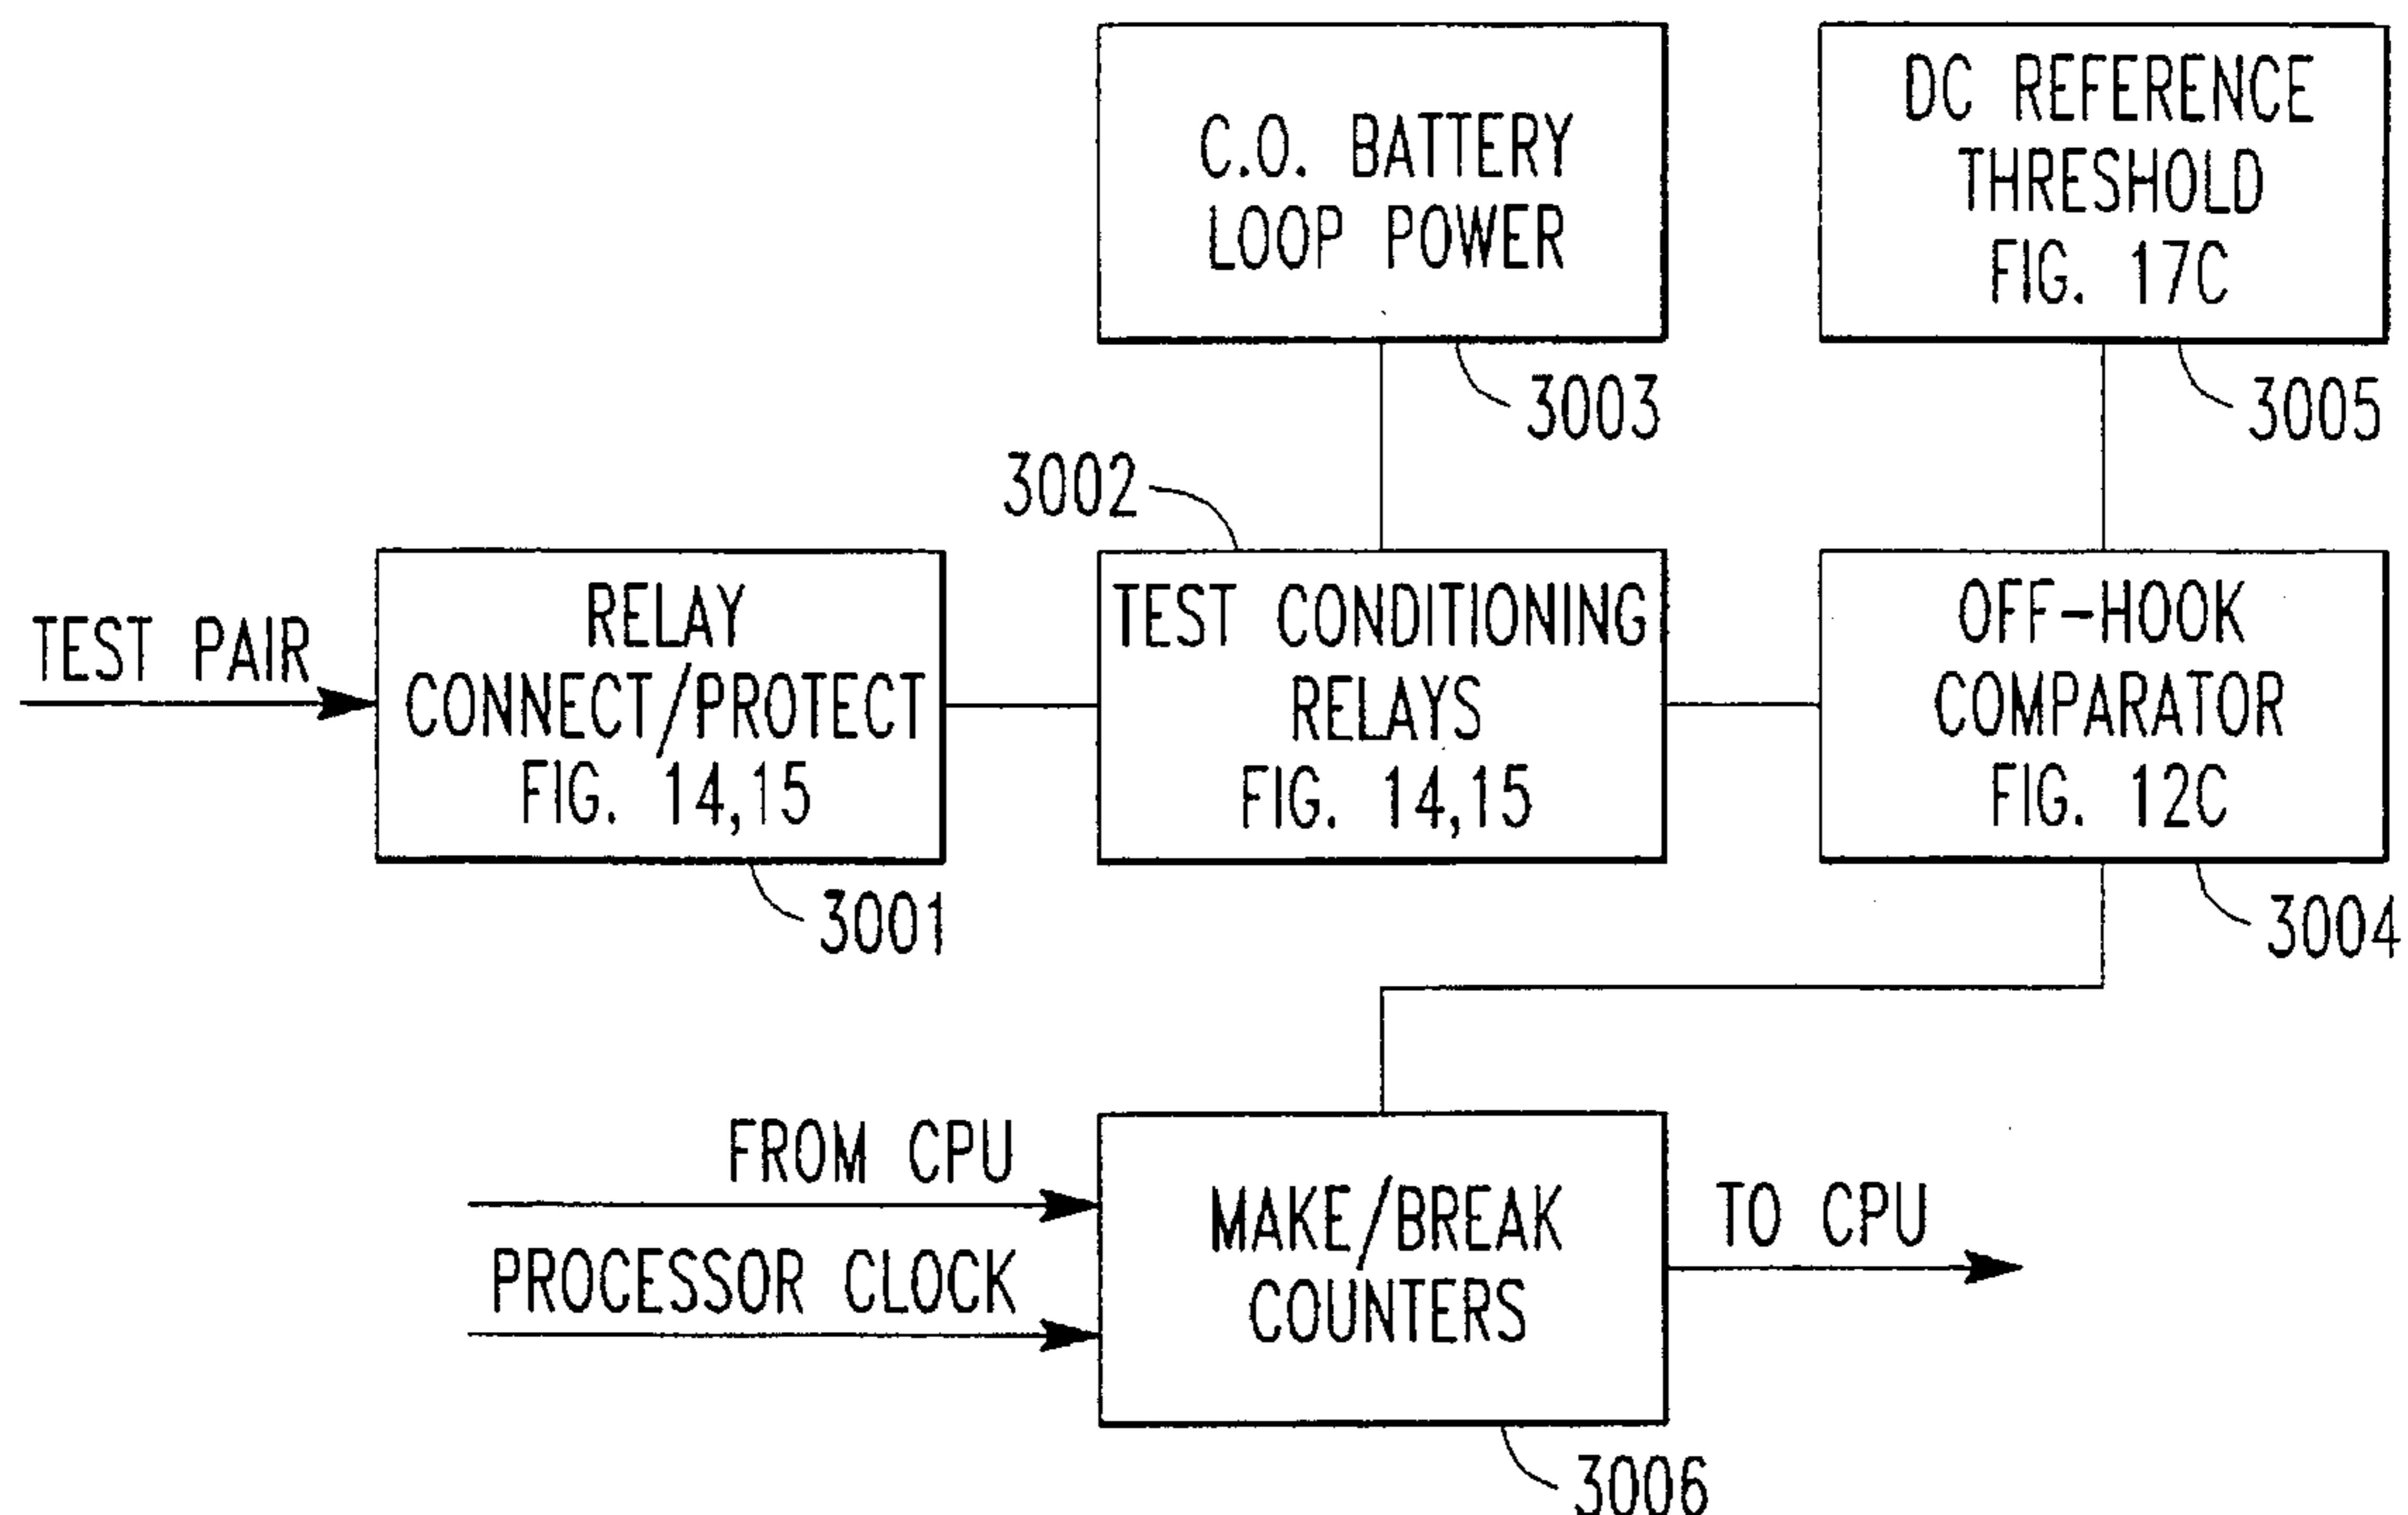 C.O. BATTERY
LOOP POWER
DC REFERENCE
THRESHOLD
FIG. 17C
3003
3005
3002
TEST PAIR
RELAY
CONNECT/PROTECT
FIG. 14,15
TEST CONDITIONING
RELAYS
FIG. 14,15
OFF-HOOK
COMPARATOR
FIG. 12C
3001
3004
FROM CPU
PROCESSOR CLOCK
MAKE/BREAK
COUNTERS
TO CPU
3006